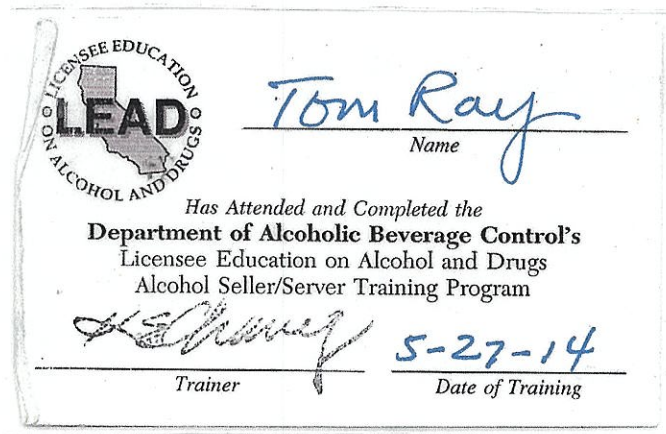 LICENSEE EDUCATION
LEAD
ON ALCOHOL AND DRUGS
Tom Ray
Name
Has Attended and Completed the
Department of Alcoholic Beverage Control's
Licensee Education on Alcohol and Drugs
Alcohol Seller/Server Training Program
5-27-14
Trainer
Date of Training